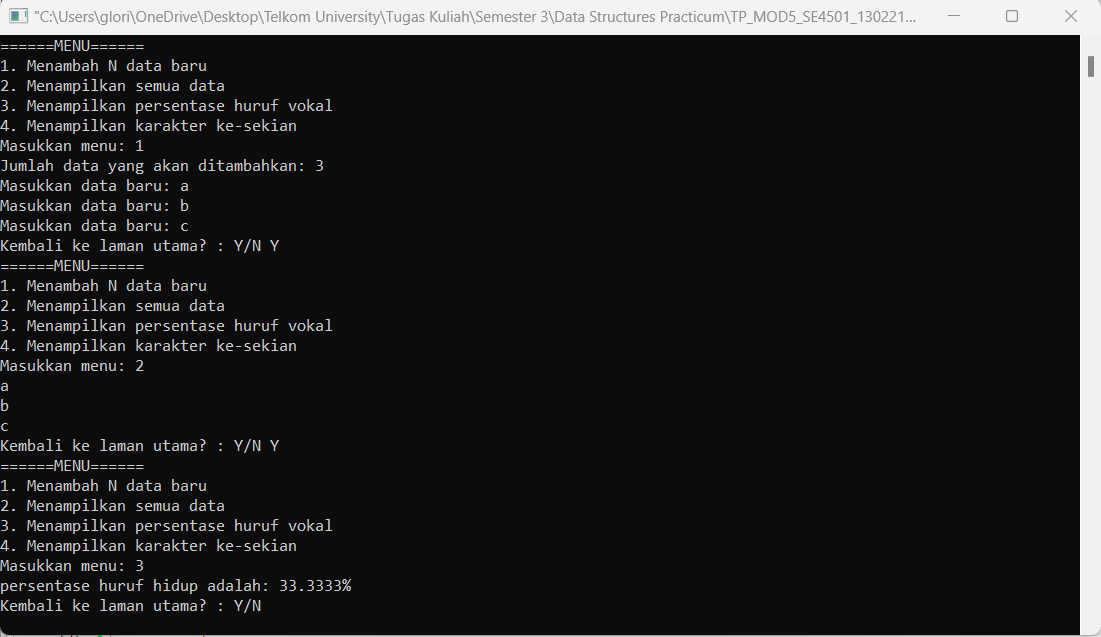 "C:\Users\glori\OneDrive\Desktop\Telkom University\Tugas Kuliah\Semester 3\Data Structures Practicum\TP_MOD5_SE4501_130221...
======MENU======
1. Menambah N data baru
2. Menampilkan semua data
3. Menampilkan persentase huruf vokal
4. Menampilkan karakter ke-sekian
Masukkan menu: 1
Jumlah data yang akan ditambahkan: 3
Masukkan data baru: a
Masukkan data baru: b
Masukkan data baru: c
Kembali ke laman utama? : Y/N Y
======MENU======
1. Menambah N data baru
2. Menampilkan semua data
3. Menampilkan persentase huruf vokal
4. Menampilkan karakter ke-sekian
Masukkan menu: 2
a
b
c
Kembali ke laman utama? : Y/N Y
======MENU======
1. Menambah N data baru
2. Menampilkan semua data
3. Menampilkan persentase huruf vokal
4. Menampilkan karakter ke-sekian
Masukkan menu: 3
persentase huruf hidup adalah: 33.3333%
Kembali ke laman utama? : Y/N